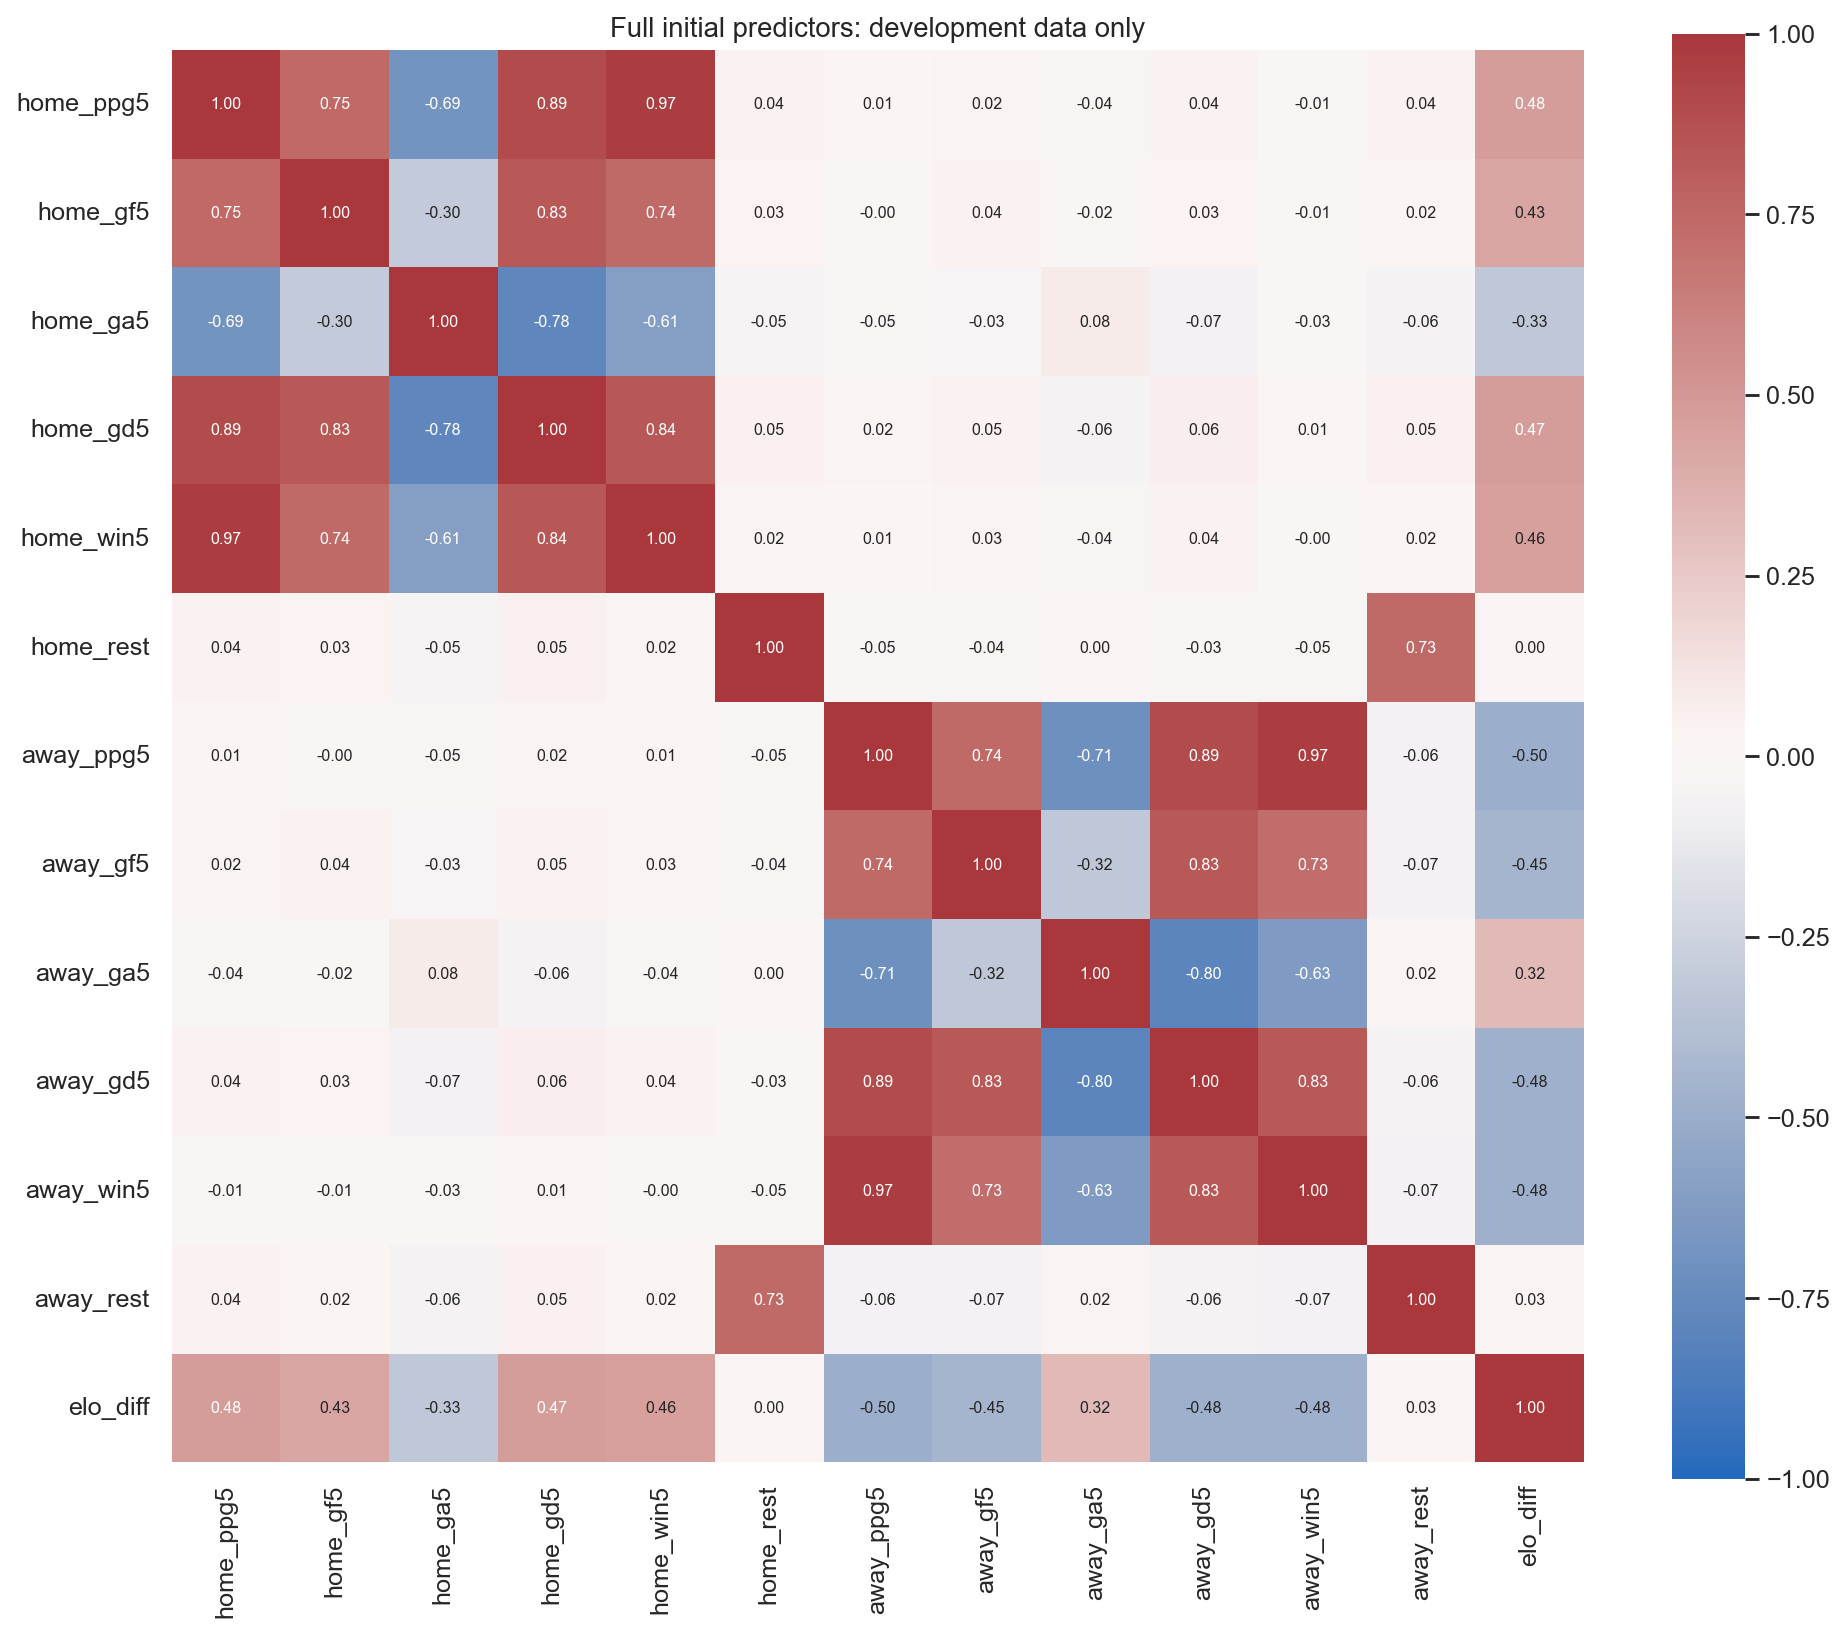 Full initial predictors: development data only
home_ppg5 1.00 0.75 -0.69 0.89 0.97 0.04 0.01 0.02 -0.04 0.04 -0.01 0.04 0.48
home_gf5 0.75 1.00 -0.30 0.83 0.74 0.03 -0.00 0.04 -0.02 0.03 -0.01 0.02 0.43
home_ga5 -0.69 -0.30 1.00 -0.78 -0.61 -0.05 -0.05 -0.03 0.08 -0.07 -0.03 -0.06 -0.33
home_gd5 0.89 0.83 -0.78 1.00 0.84 0.05 0.02 0.05 -0.06 0.06 0.01 0.05 0.47
home_win5 0.97 0.74 -0.61 0.84 1.00 0.02 0.01 0.03 -0.04 0.04 -0.00 0.02 0.46
home_rest 0.04 0.03 -0.05 0.05 0.02 1.00 -0.05 -0.04 0.00 -0.03 -0.05 0.73 0.00
away_ppg5 0.01 -0.00 -0.05 0.02 0.01 -0.05 1.00 0.74 -0.71 0.89 0.97 -0.06 -0.50
away_gf5 0.02 0.04 -0.03 0.05 0.03 -0.04 0.74 1.00 -0.32 0.83 0.73 -0.07 -0.45
away_ga5 -0.04 -0.02 0.08 -0.06 -0.04 0.00 -0.71 -0.32 1.00 -0.80 -0.63 0.02 0.32
away_gd5 0.04 0.03 -0.07 0.06 0.04 -0.03 0.89 0.83 -0.80 1.00 0.83 -0.06 -0.48
away_win5 -0.01 -0.01 -0.03 0.01 -0.00 -0.05 0.97 0.73 -0.63 0.83 1.00 -0.07 -0.48
away_rest 0.04 0.02 -0.06 0.05 0.02 0.73 -0.06 -0.07 0.02 -0.06 -0.07 1.00 0.03
elo_diff 0.48 0.43 -0.33 0.47 0.46 0.00 -0.50 -0.45 0.32 -0.48 -0.48 0.03 1.00
home_ppg5 home_gf5 home_ga5 home_gd5 home_win5 home_rest away_ppg5 away_gf5 away_ga5 away_gd5 away_win5 away_rest elo_diff
1.00
0.75
0.50
0.25
0.00
−0.25
−0.50
−0.75
−1.00